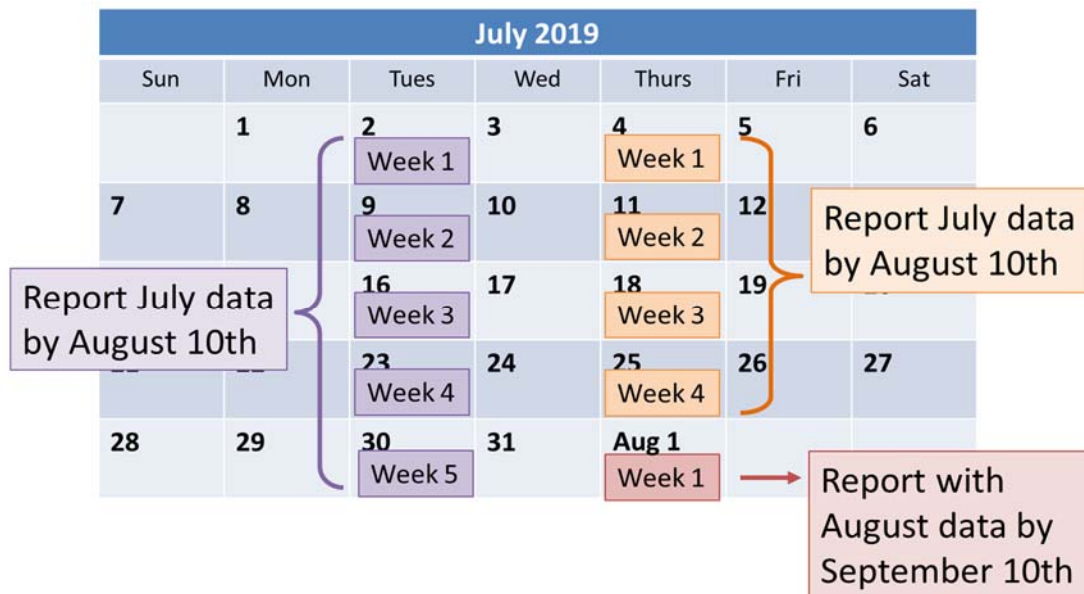 July 2019
Sun Mon Tues Wed Thurs Fri Sat
1 2 3 4 5 6
Week 1 Week 1
7 8 9 10 11 12
Week 2 Week 2
Report July data
by August 10th
16 17 18 19
Week 3 Week 3
Report July data
by August 10th
23 24 25 26 27
Week 4 Week 4
28 29 30 31 Aug 1
Week 5 Week 1
Report with
August data by
September 10th